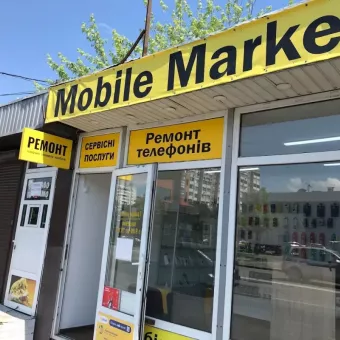 Mobile Marke
РЕМОНТ
СЕРВІСНІ
ПОСЛУГИ
Ремонт
телефонів